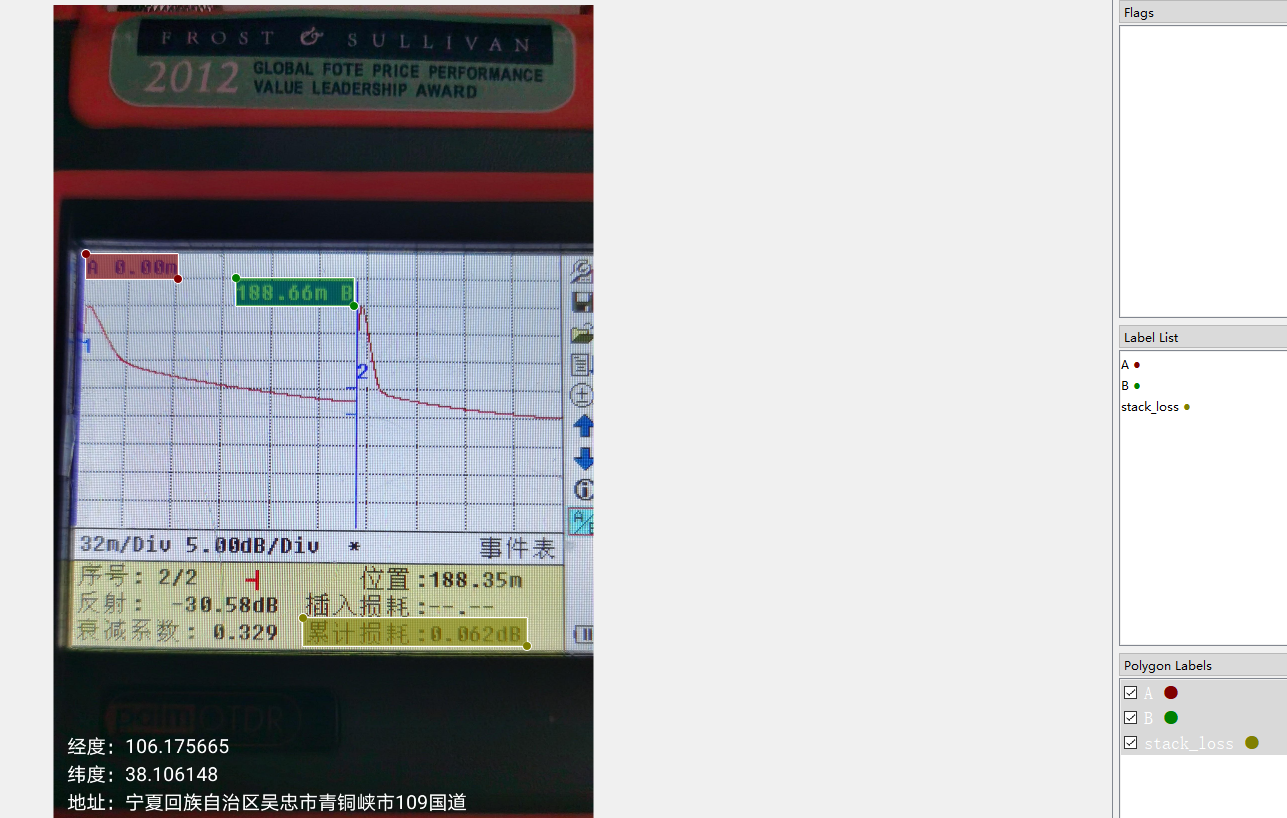 Flags
FROST & SULLIVAN
2012 GLOBAL FOTE PRICE PERFORMANCE
VALUE LEADERSHIP AWARD
A 0.00m
188.66m B
1
2
A/B
32m/Div 5.00dB/Div * 事件表
序号: 2/2 位置:188.35m
反射: -30.58dB 插入损耗:--.--
衰减系数: 0.329 累计损耗:0.062dB
palm OTDR
经度：106.175665
纬度：38.106148
地址：宁夏回族自治区吴忠市青铜峡市109国道
Label List
A
B
stack_loss
Polygon Labels
A
B
stack_loss